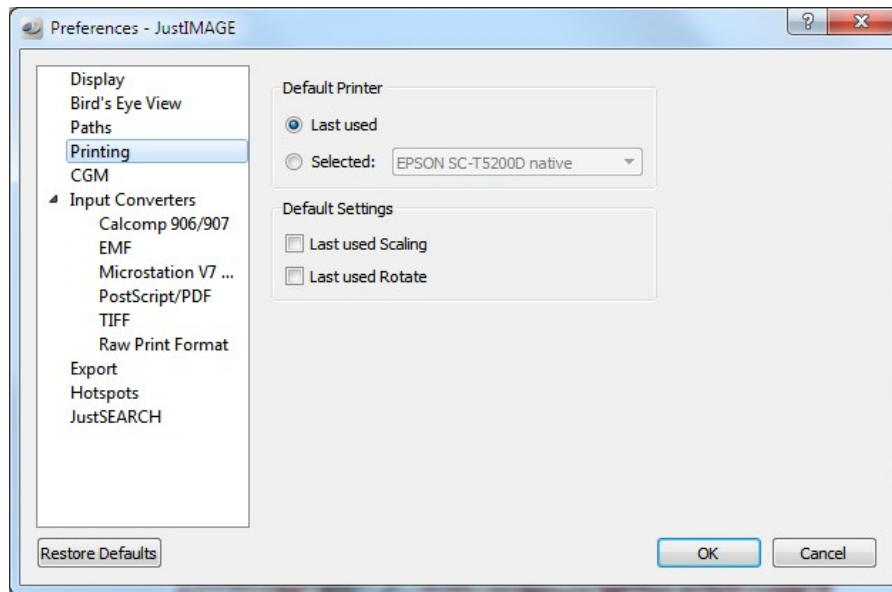 Preferences - JustIMAGE
Display
Bird's Eye View
Paths
Printing
CGM
Input Converters
Calcomp 906/907
EMF
Microstation V7 ...
PostScript/PDF
TIFF
Raw Print Format
Export
Hotspots
JustSEARCH
Default Printer
Last used
Selected: EPSON SC-T5200D native
Default Settings
Last used Scaling
Last used Rotate
Restore Defaults
OK
Cancel